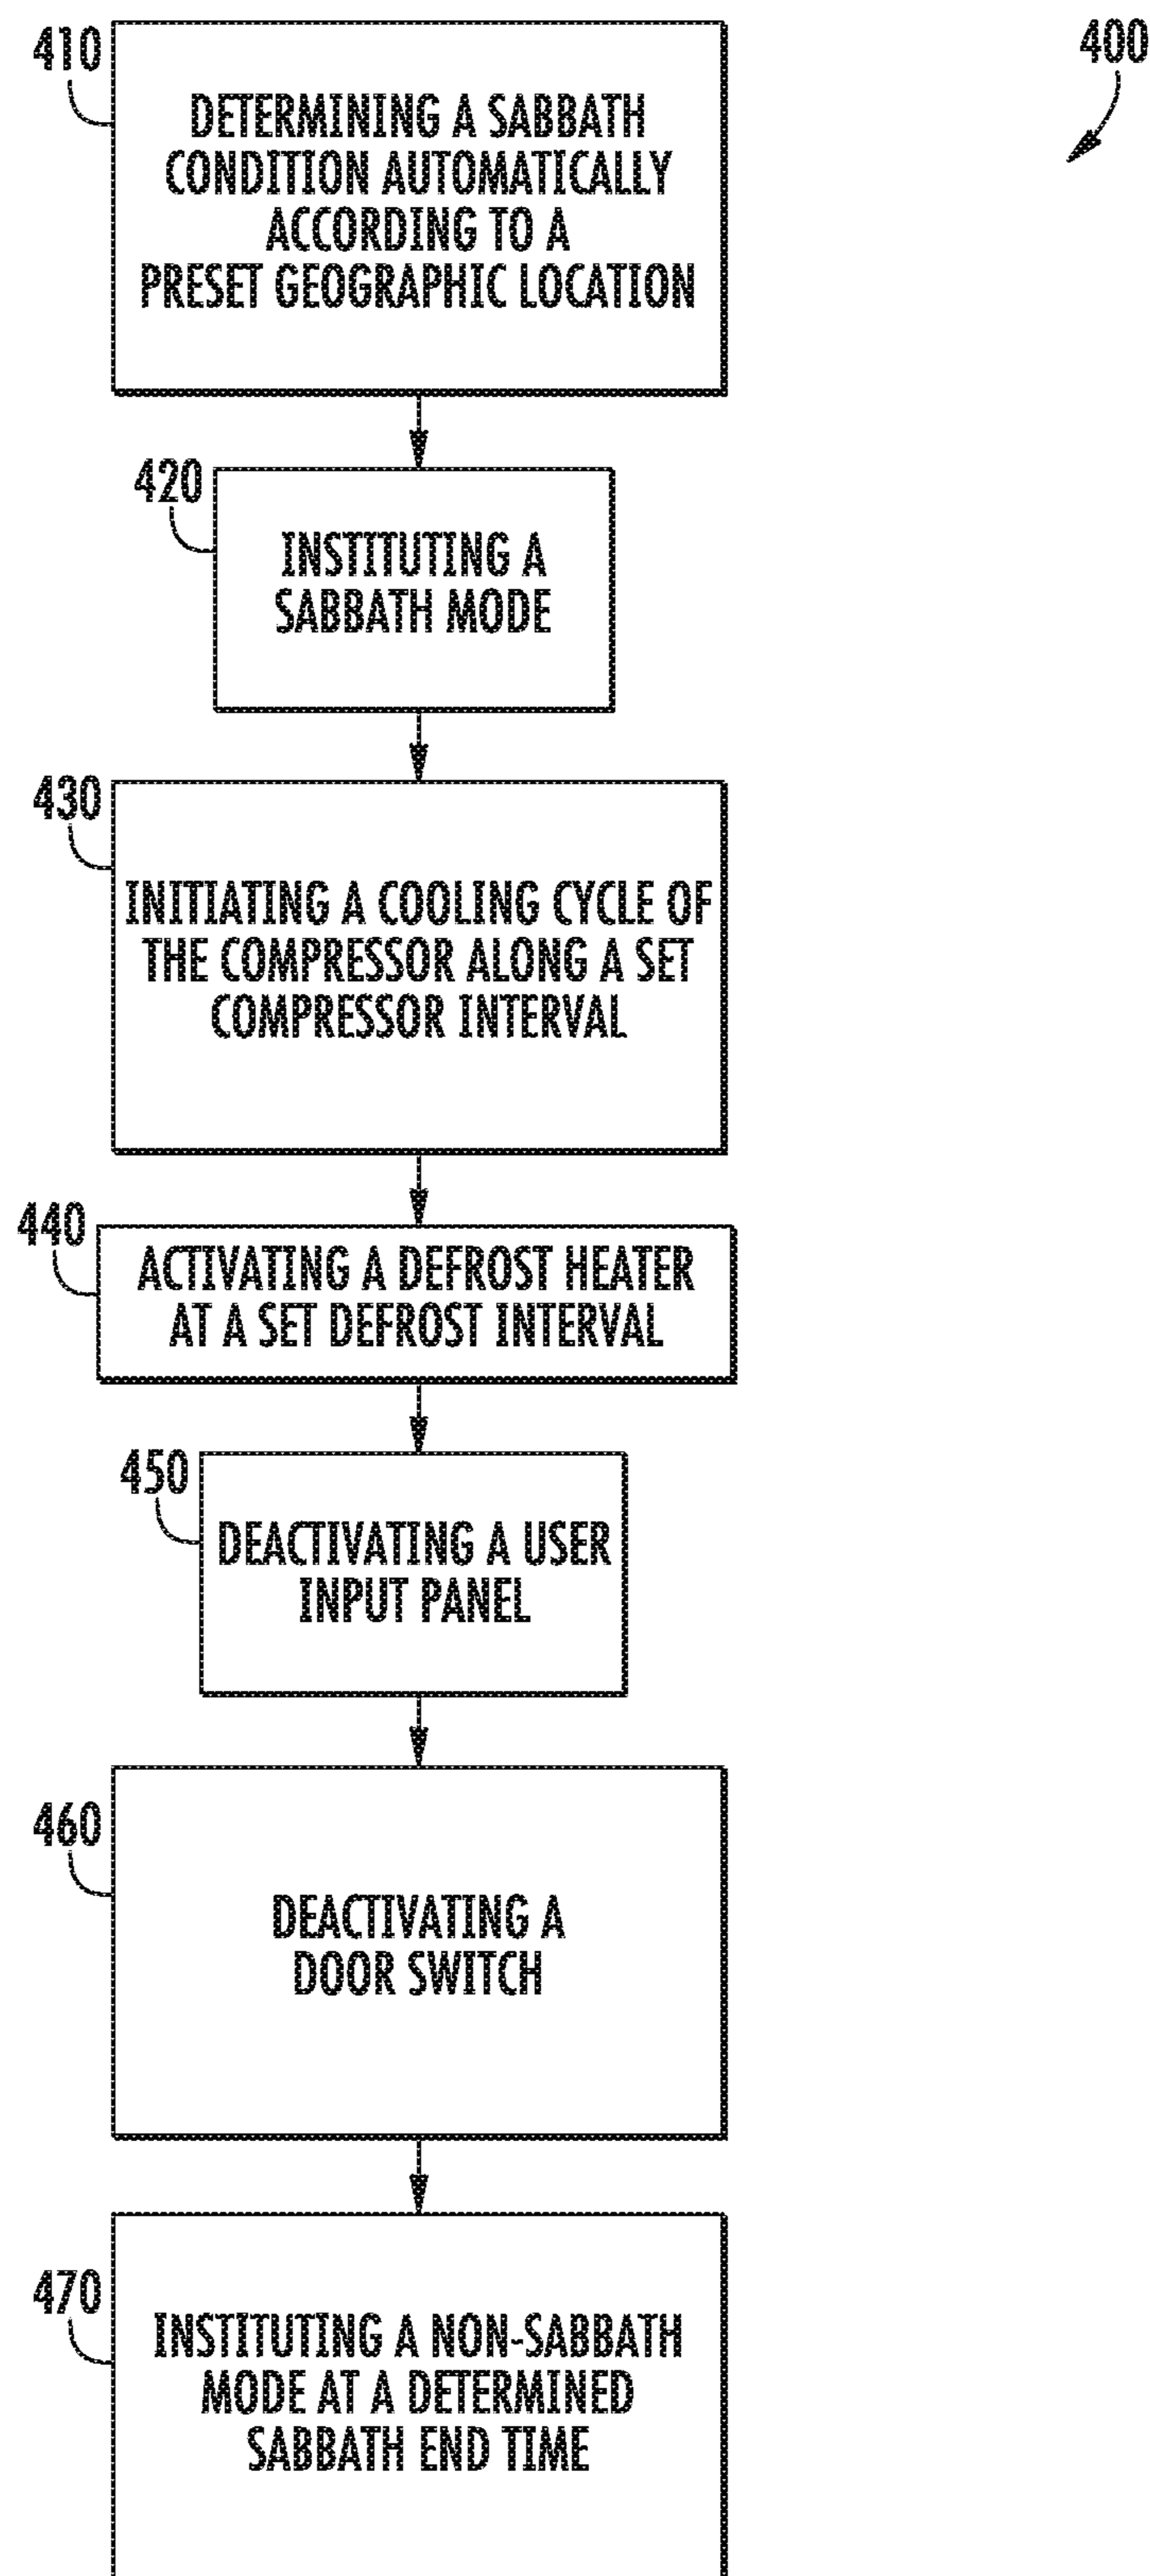 410
400
DETERMINING A SABBATH
CONDITION AUTOMATICALLY
ACCORDING TO A
PRESET GEOGRAPHIC LOCATION
420
INSTITUTING A
SABBATH MODE
430
INITIATING A COOLING CYCLE OF
THE COMPRESSOR ALONG A SET
COMPRESSOR INTERVAL
440
ACTIVATING A DEFROST HEATER
AT A SET DEFROST INTERVAL
450
DEACTIVATING A USER
INPUT PANEL
460
DEACTIVATING A
DOOR SWITCH
470
INSTITUTING A NON-SABBATH
MODE AT A DETERMINED
SABBATH END TIME